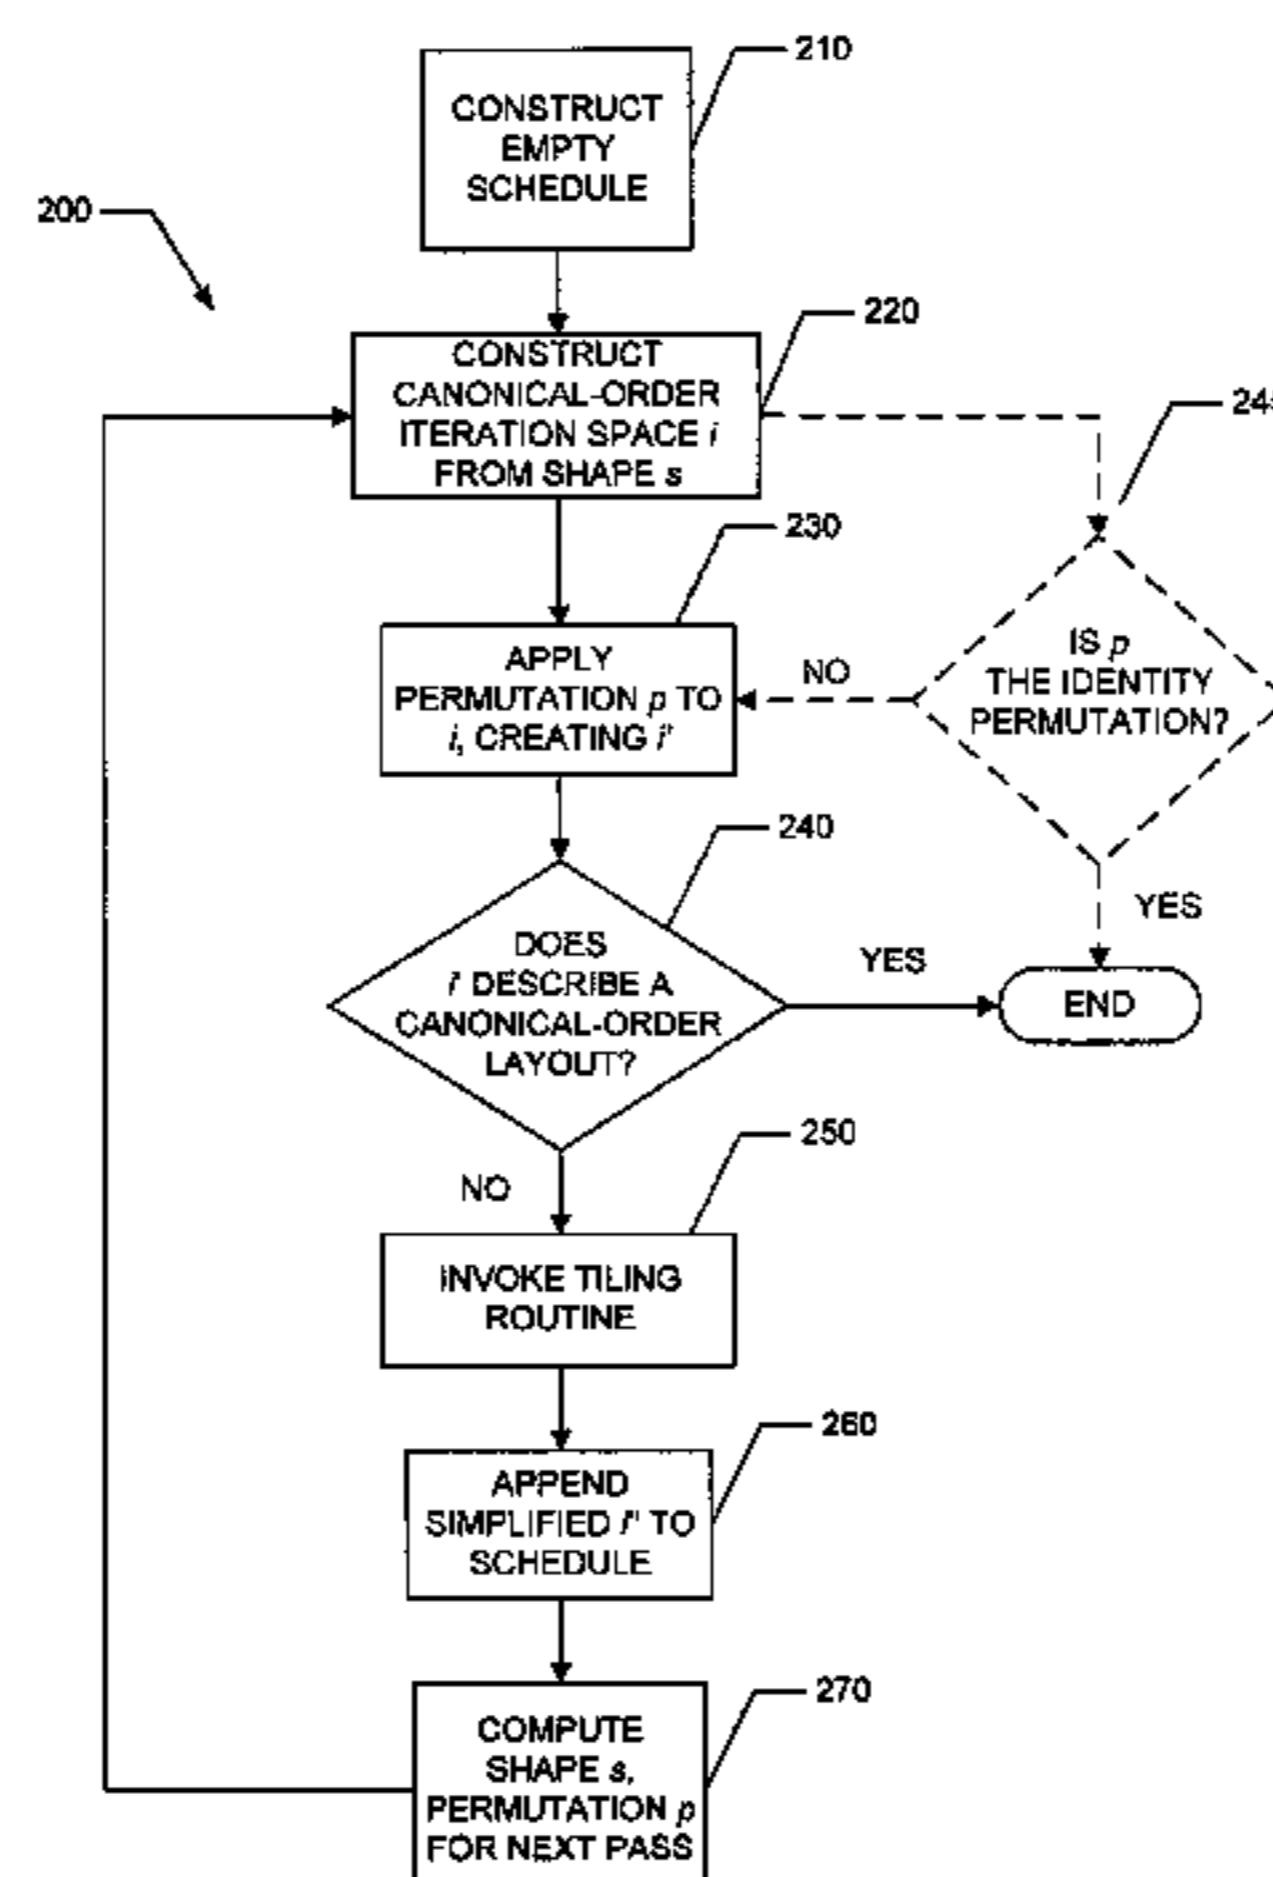 210
CONSTRUCT
EMPTY
SCHEDULE
200
220
CONSTRUCT
CANONICAL-ORDER
ITERATION SPACE i
FROM SHAPE s
230
APPLY
PERMUTATION p TO
i, CREATING i'
NO
IS p
THE IDENTITY
PERMUTATION?
YES
240
DOES
i' DESCRIBE A
CANONICAL-ORDER
LAYOUT?
YES
END
NO
250
INVOKE TILING
ROUTINE
260
APPEND
SIMPLIFIED i'' TO
SCHEDULE
270
COMPUTE
SHAPE s,
PERMUTATION p
FOR NEXT PASS